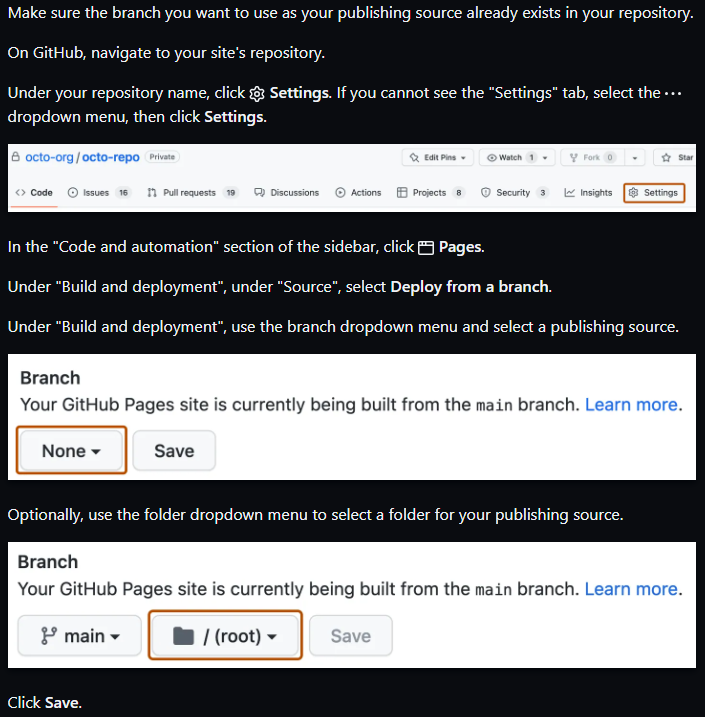 Make sure the branch you want to use as your publishing source already exists in your repository.
On GitHub, navigate to your site's repository.
Under your repository name, click Settings. If you cannot see the "Settings" tab, select the ···
dropdown menu, then click Settings.
octo-org / octo-repo Private Edit Pins Watch 1 Fork 0 Star
Code Issues 16 Pull requests 19 Discussions Actions Projects 8 Security 3 Insights Settings
In the "Code and automation" section of the sidebar, click Pages.
Under "Build and deployment", under "Source", select Deploy from a branch.
Under "Build and deployment", use the branch dropdown menu and select a publishing source.
Branch
Your GitHub Pages site is currently being built from the main branch. Learn more.
None Save
Optionally, use the folder dropdown menu to select a folder for your publishing source.
Branch
Your GitHub Pages site is currently being built from the main branch. Learn more.
main / (root) Save
Click Save.